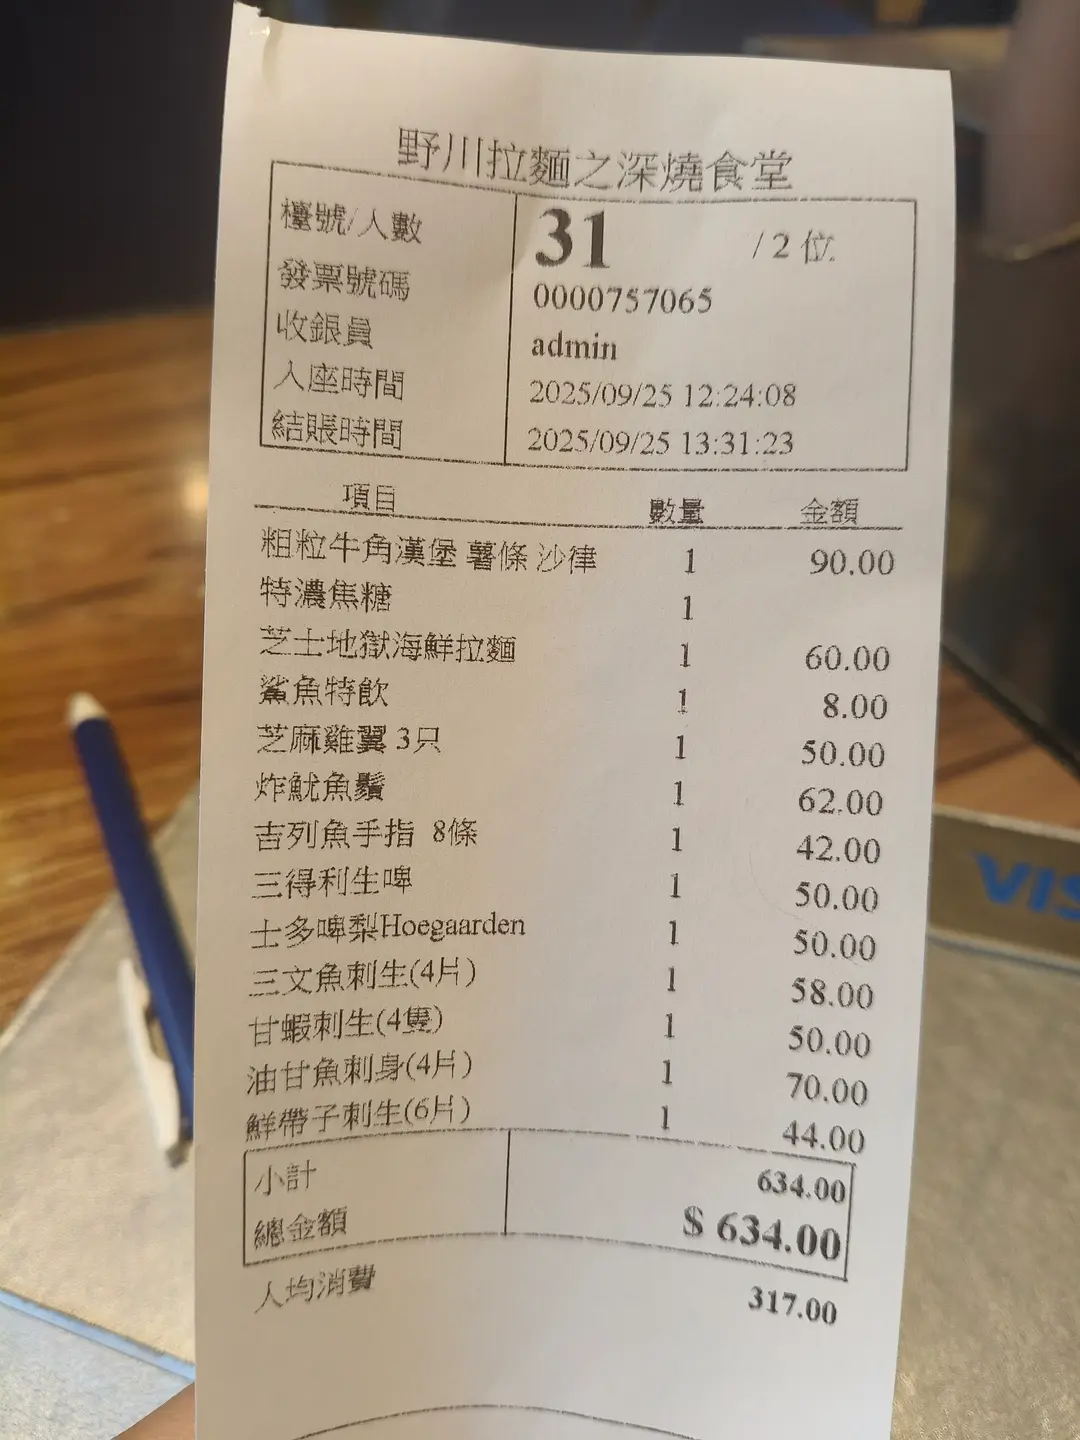 野川拉麵之深燒食堂
檯號/人數 31 / 2 位
發票號碼 0000757065
收銀員 admin
入座時間 2025/09/25 12:24:08
結賬時間 2025/09/25 13:31:23
項目 數量 金額
粗粒牛角漢堡 薯條 沙律 1 90.00
特濃焦糖 1
芝士地獄海鮮拉麵 1 60.00
鯊魚特飲 1 8.00
芝麻雞翼 3只 1 50.00
炸魷魚鬚 1 62.00
吉列魚手指 8條 1 42.00
三得利生啤 1 50.00
士多啤梨Hoegaarden 1 50.00
三文魚刺生(4片) 1 58.00
甘蝦刺生(4隻) 1 50.00
油甘魚刺身(4片) 1 70.00
鮮帶子刺生(6片) 1 44.00
小計 634.00
總金額 $ 634.00
人均消費 317.00
VIS